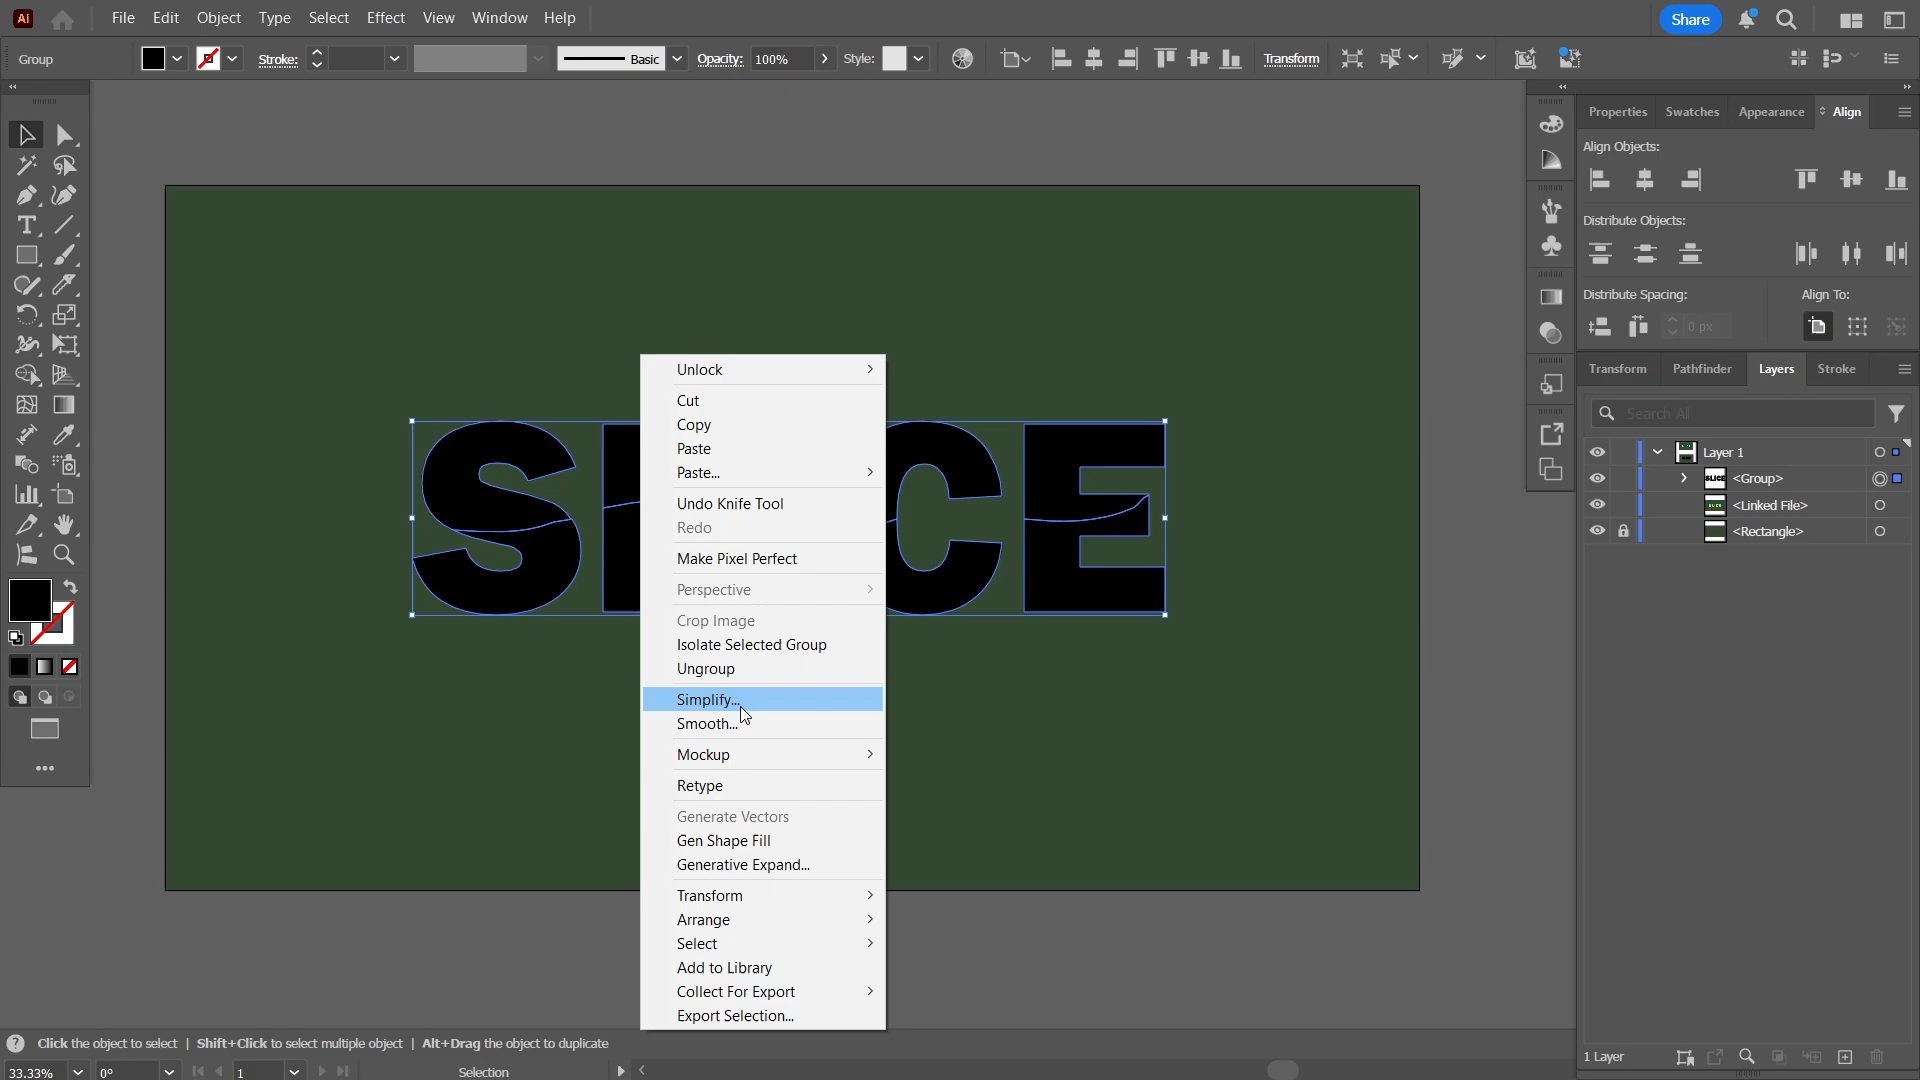 Ai File Edit Object Type Select Effect View Window Help Share
Group Stroke: Basic Opacity: 100% Style: Transform
Properties Swatches Appearance Align
Align Objects:
Distribute Objects:
Distribute Spacing: Align To:
0 px
Transform Pathfinder Layers Stroke
Search All
Layer 1
SLICE <Group>
<Linked File>
<Rectangle>
S CE
Unlock
Cut
Copy
Paste
Paste...
Undo Knife Tool
Redo
Make Pixel Perfect
Perspective
Crop Image
Isolate Selected Group
Ungroup
Simplify...
Smooth...
Mockup
Retype
Generate Vectors
Gen Shape Fill
Generative Expand...
Transform
Arrange
Select
Add to Library
Collect For Export
Export Selection...
Click the object to select | Shift+Click to select multiple object | Alt+Drag the object to duplicate
1 Layer
33.33% 0° 1 Selection